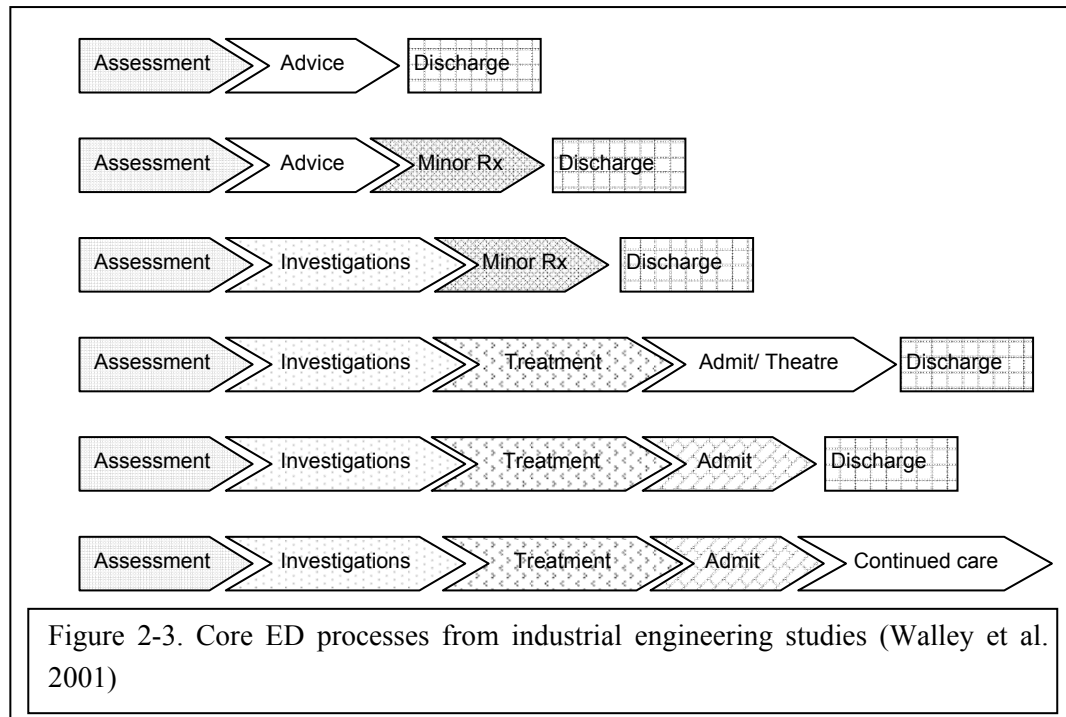 Assessment Advice Discharge
Assessment Advice Minor Rx Discharge
Assessment Investigations Minor Rx Discharge
Assessment Investigations Treatment Admit/ Theatre Discharge
Assessment Investigations Treatment Admit Discharge
Assessment Investigations Treatment Admit Continued care
Figure 2-3. Core ED processes from industrial engineering studies (Walley et al.
2001)